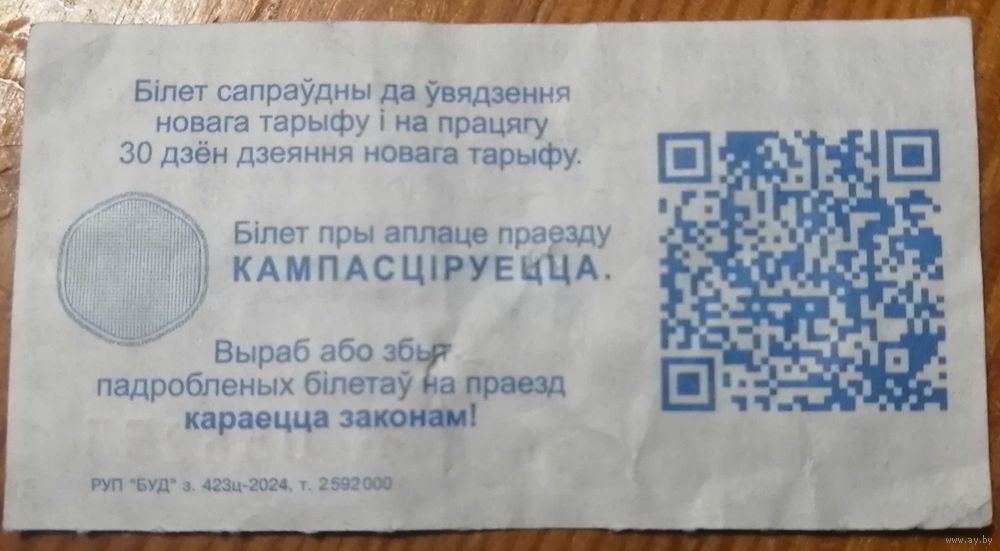 Білет сапраўдны да ўвядзення
новага тарыфу і на працягу
30 дзён дзеяння новага тарыфу.
Білет пры аплаце праезду
КАМПАСЦІРУЕЦЦА.
Выраб або збыт
падробленых білетаў на праезд
караецца законам!
РУП "БУД" з. 423ц-2024, т. 2592000
www.ay.by